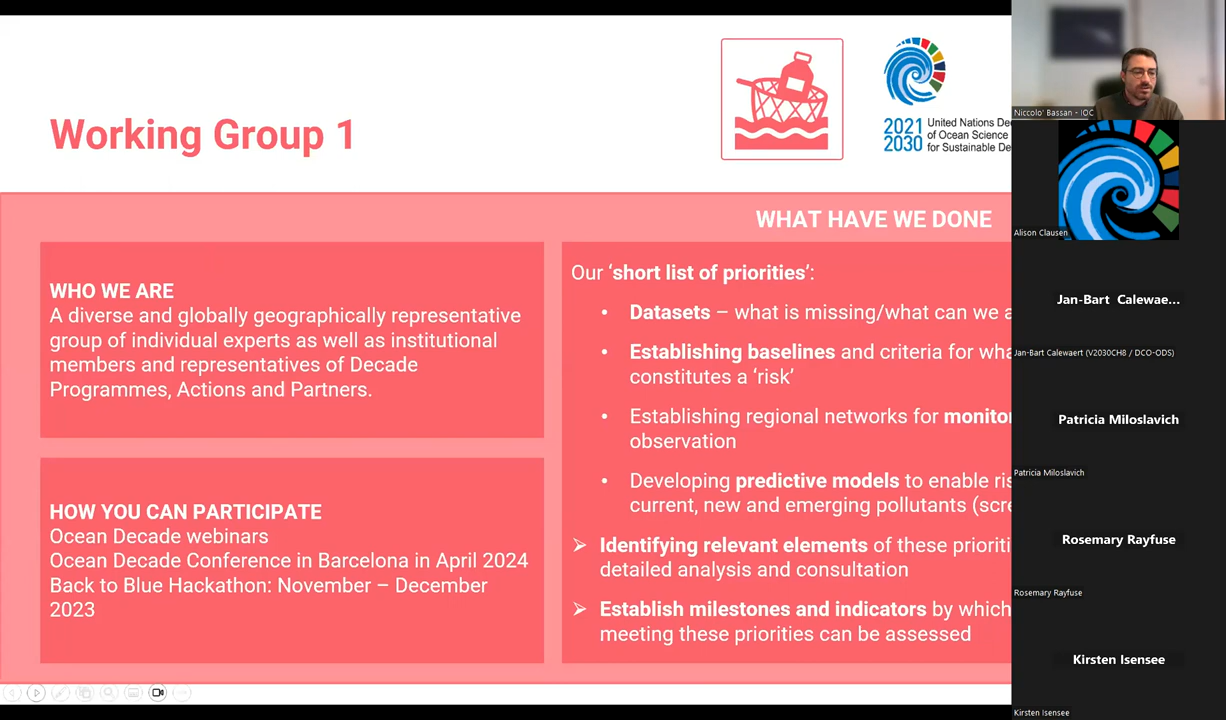 Working Group 1
2021
2030
United Nations De
of Ocean Science
for Sustainable De
WHAT HAVE WE DONE
WHO WE ARE
A diverse and globally geographically representative
group of individual experts as well as institutional
members and representatives of Decade
Programmes, Actions and Partners.
HOW YOU CAN PARTICIPATE
Ocean Decade webinars
Ocean Decade Conference in Barcelona in April 2024
Back to Blue Hackathon: November – December
2023
Our ‘short list of priorities’:
• Datasets – what is missing/what can we a
• Establishing baselines and criteria for wha
constitutes a ‘risk’
• Establishing regional networks for monitor
observation
• Developing predictive models to enable ris
current, new and emerging pollutants (scre
➢ Identifying relevant elements of these prioriti
detailed analysis and consultation
➢ Establish milestones and indicators by which
meeting these priorities can be assessed
Niccolo' Bassan - IOC
Alison Clausen
Jan-Bart Calewae...
Jan-Bart Calewaert (V2030CH8 / DCO-ODS)
Patricia Miloslavich
Patricia Miloslavich
Rosemary Rayfuse
Rosemary Rayfuse
Kirsten Isensee
Kirsten Isensee